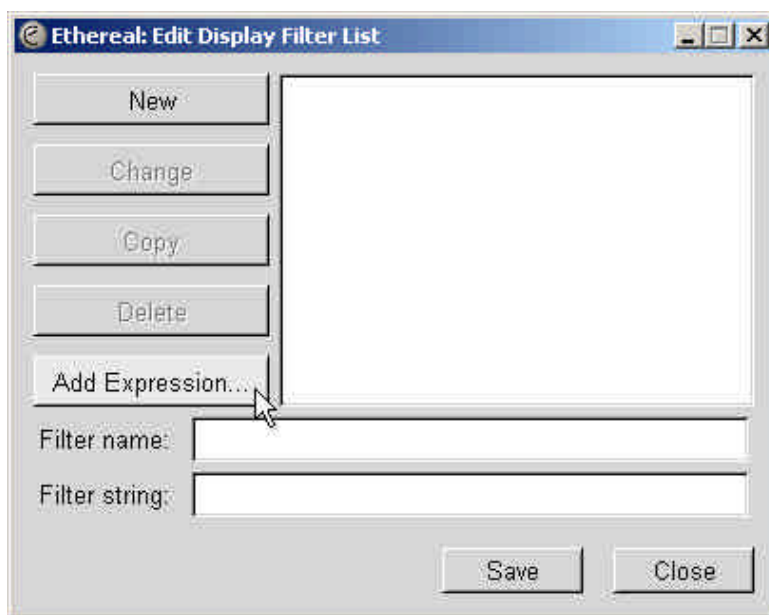 Ethereal: Edit Display Filter List
New
Change
Copy
Delete
Add Expression...
Filter name:
Filter string:
Save
Close